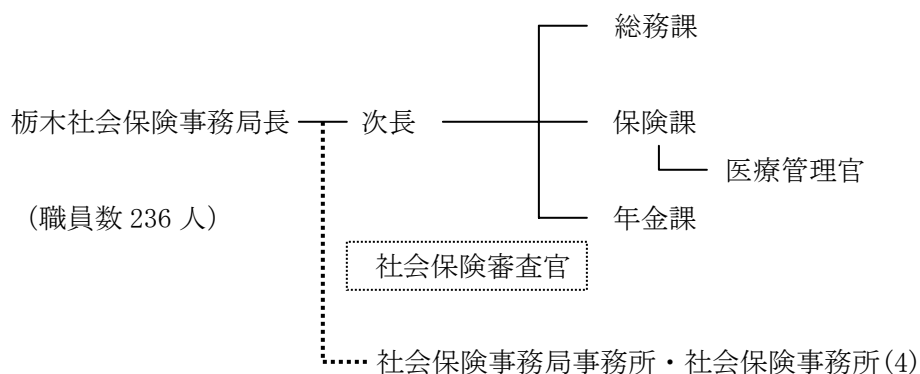 総務課
栃木社会保険事務局長 次長 保険課
医療管理官
(職員数 236 人) 年金課
社会保険審査官
社会保険事務局事務所・社会保険事務所(4)